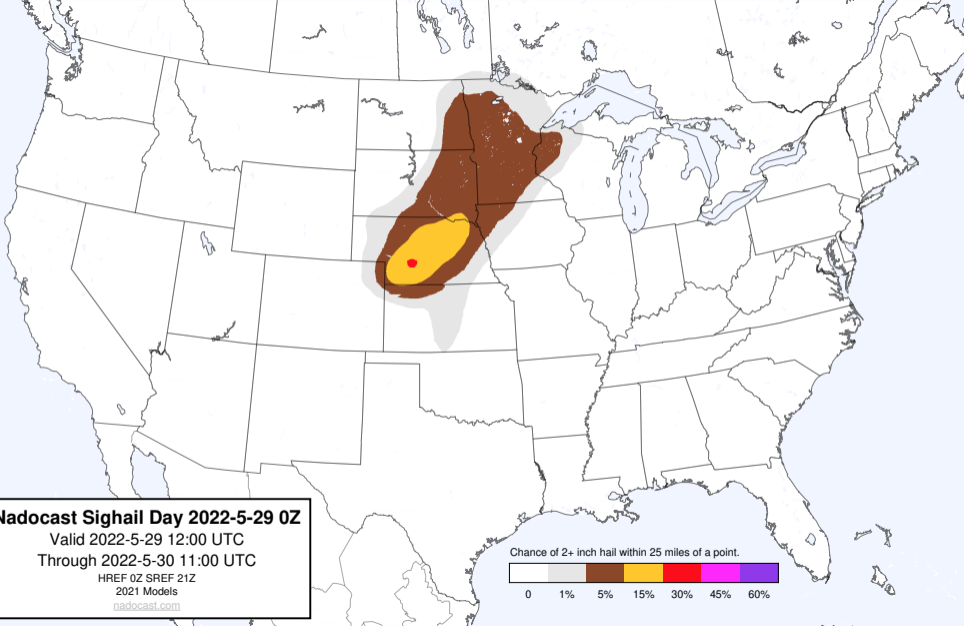 Nadocast Sighail Day 2022-5-29 0Z
Valid 2022-5-29 12:00 UTC
Through 2022-5-30 11:00 UTC
HREF 0Z SREF 21Z
2021 Models
nadocast.com
Chance of 2+ inch hail within 25 miles of a point.
0 1% 5% 15% 30% 45% 60%